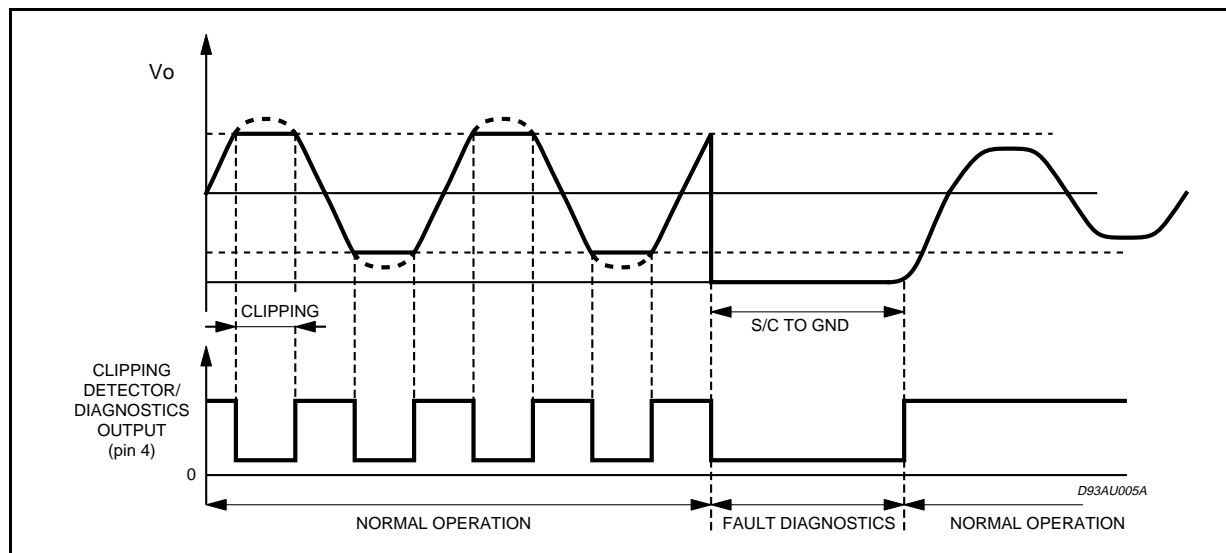 Vo
CLIPPING
S/C TO GND
CLIPPING
DETECTOR/
DIAGNOSTICS
OUTPUT
(pin 4)
0
D93AU005A
NORMAL OPERATION
FAULT DIAGNOSTICS
NORMAL OPERATION